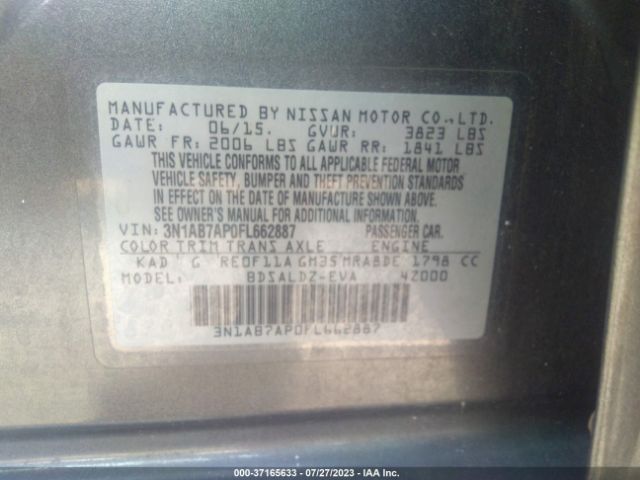 MANUFACTURED BY NISSAN MOTOR CO., LTD.
DATE: 06/15. GVWR: 3823 LBS
GAWR FR: 2006 LBS GAWR RR: 1841 LBS
THIS VEHICLE CONFORMS TO ALL APPLICABLE FEDERAL MOTOR
VEHICLE SAFETY, BUMPER AND THEFT PREVENTION STANDARDS
IN EFFECT ON THE DATE OF MANUFACTURE SHOWN ABOVE.
SEE OWNER'S MANUAL FOR ADDITIONAL INFORMATION.
VIN: 3N1AB7AP0FL662887 PASSENGER CAR.
COLOR TRIM TRANS AXLE ENGINE
KAD G RE0F11A GM35 MRA8DE 1798 CC
MODEL: BDSALDZ-EVA 42000
3N1AB7AP0FL662887
000-37165633 - 07/27/2023 - IAA Inc.